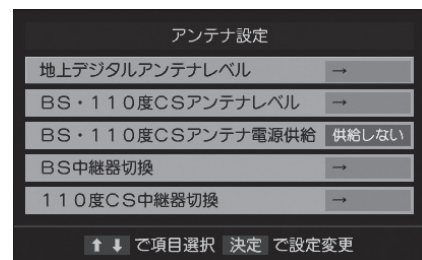 アンテナ設定
地上デジタルアンテナレベル →
BS・110度CSアンテナレベル →
BS・110度CSアンテナ電源供給 供給しない
BS中継器切換 →
110度CS中継器切換 →
⬆⬇ で項目選択 決定 で設定変更